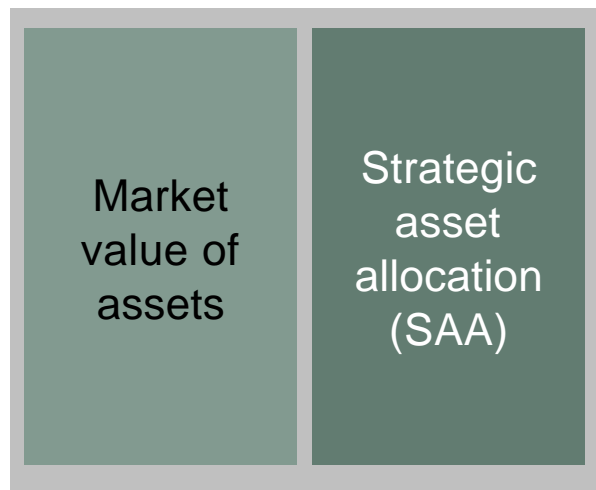 Market
value of
assets
Strategic
asset
allocation
(SAA)